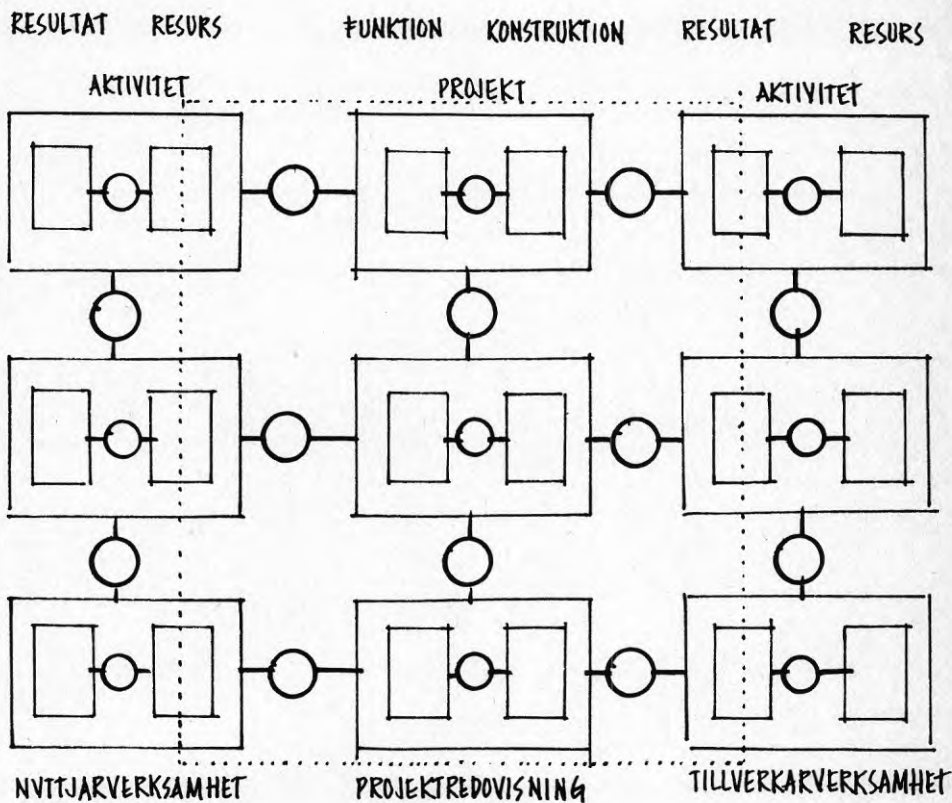 RESULTAT RESURS FUNKTION KONSTRUKTION RESULTAT RESURS
AKTIVITET PROJEKT AKTIVITET
NYTTJARVERKSAMHET PROJEKTREDOVISNING TILLVERKARVERKSAMHET